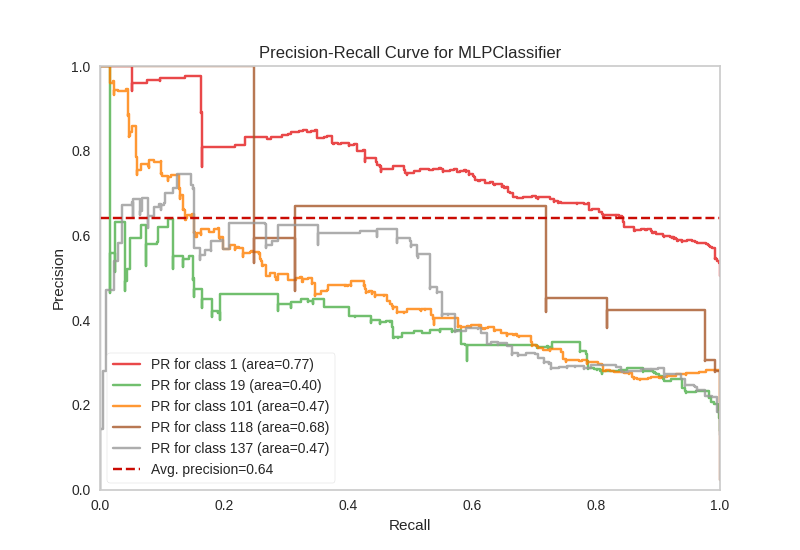 Precision-Recall Curve for MLPClassifier
Precision
1.0
0.8
0.6
0.4
0.2
0.0
PR for class 1 (area=0.77)
PR for class 19 (area=0.40)
PR for class 101 (area=0.47)
PR for class 118 (area=0.68)
PR for class 137 (area=0.47)
Avg. precision=0.64
0.0 0.2 0.4 0.6 0.8 1.0
Recall